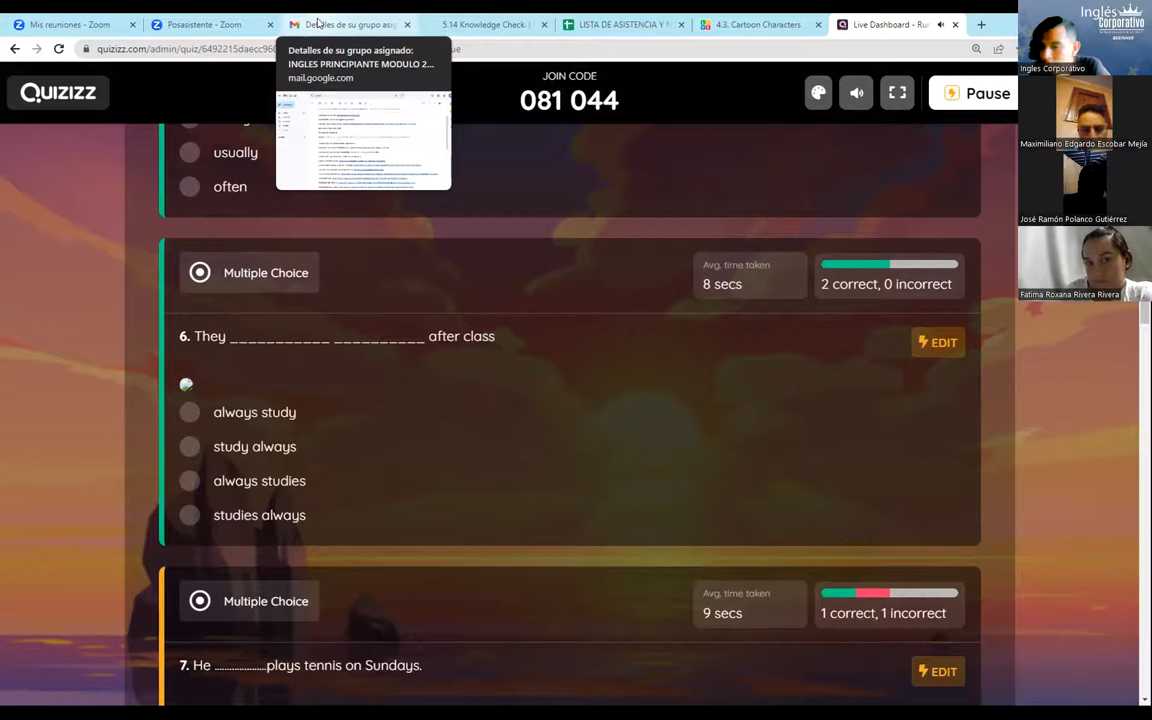 Mis reuniones - Zoom
Posasistente - Zoom
Detalles de su grupo asig
5.14 Knowledge Check. (
LISTA DE ASISTENCIA Y N
4.3. Cartoon Characters
Live Dashboard - Run
quizizz.com/admin/quiz/6492215daecc960
ue
Detalles de su grupo asignado:
INGLES PRINCIPIANTE MODULO 2...
mail.google.com
QUIZIZZ
JOIN CODE
081 044
Pause
usually
often
Multiple Choice
Avg. time taken
8 secs
2 correct, 0 incorrect
6. They ___________ __________ after class
EDIT
always study
study always
always studies
studies always
Multiple Choice
Avg. time taken
9 secs
1 correct, 1 incorrect
7. He ...................plays tennis on Sundays.
EDIT
Inglés
Corporativo
BEGINNER
Ingles Corporativo
Maximiliano Edgardo Escobar Mejía
José Ramón Polanco Gutiérrez
Fatima Roxana Rivera Rivera